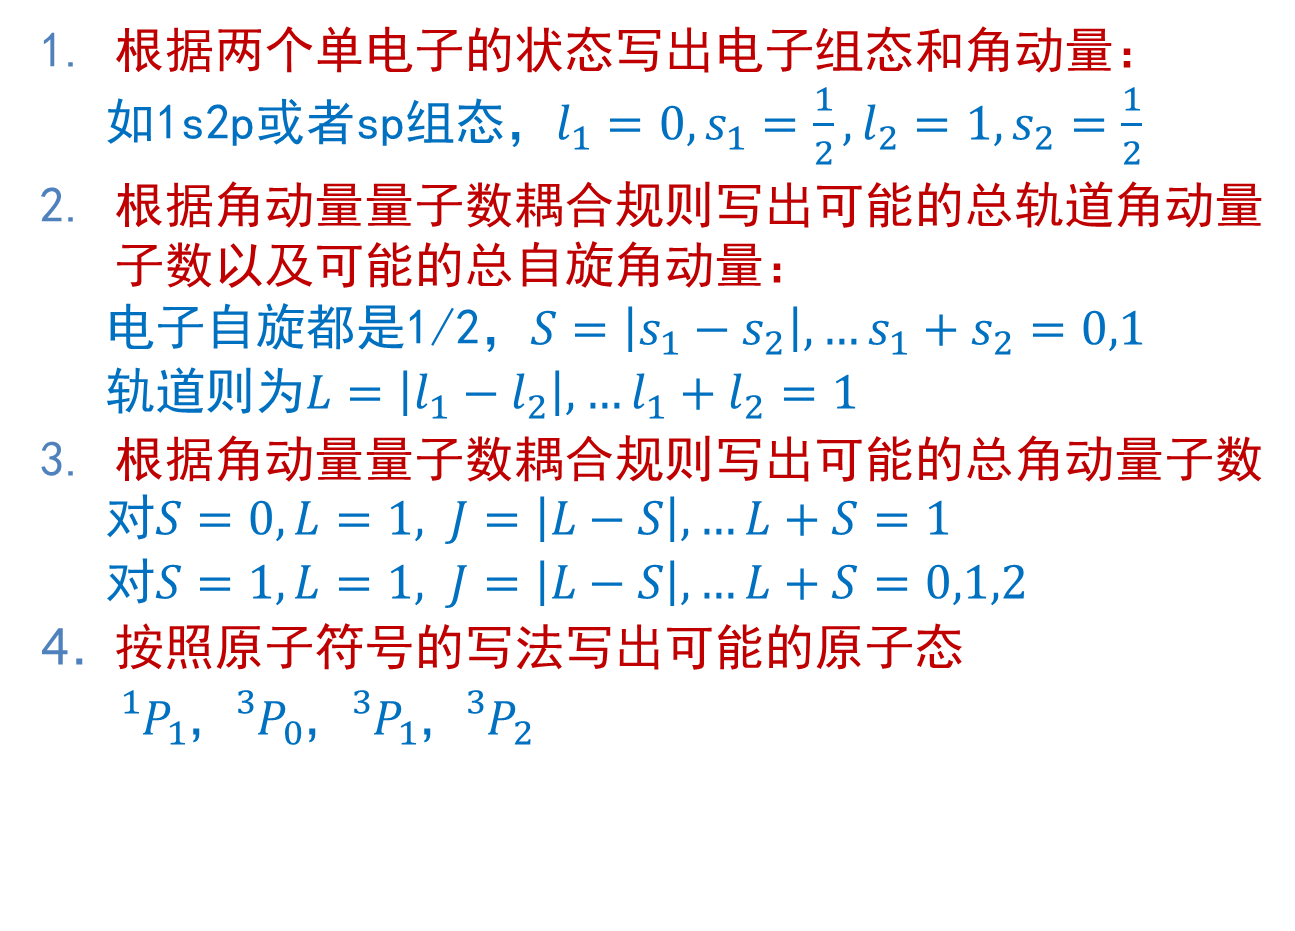 1. 根据两个单电子的状态写出电子组态和角动量：
如1s2p或者sp组态，l₁ = 0, s₁ = 1/2, l₂ = 1, s₂ = 1/2
2. 根据角动量量子数耦合规则写出可能的总轨道角动量
子数以及可能的总自旋角动量：
电子自旋都是1/2，S = |s₁ − s₂|, … s₁ + s₂ = 0,1
轨道则为L = |l₁ − l₂|, … l₁ + l₂ = 1
3. 根据角动量量子数耦合规则写出可能的总角动量子数
对S = 0, L = 1, J = |L − S|, … L + S = 1
对S = 1, L = 1, J = |L − S|, … L + S = 0,1,2
4. 按照原子符号的写法写出可能的原子态
¹P₁, ³P₀, ³P₁, ³P₂